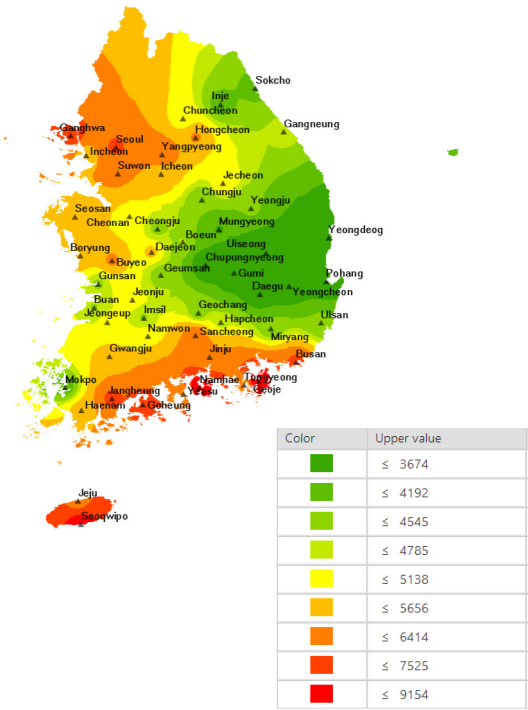 Sokcho
Inje
Chuncheon
Ganghwa
Hongcheon
Gangneung
Seoul
Incheon
Yangpyeong
Suwon
Icheon
Jecheon
Chungju
Yeongju
Seosan
Cheonan
Cheongju
Mungyeong
Yeongdeog
Boeun
Uiseong
Boryung
Daejeon
Buyeo
Chupungnyeong
Geumsan
Gumi
Pohang
Gunsan
Daegu
Yeongcheon
Buan
Jeonju
Imsil
Geochang
Jeongeup
Hapcheon
Ulsan
Namwon
Sancheong
Miryang
Gwangju
Jinju
Busan
Mokpo
Namhae
Tongyeong
Jangheung
Yeosu
Geoje
Haenam
Goheung
Jeju
Seoqwipo
Color Upper value
≤ 3674
≤ 4192
≤ 4545
≤ 4785
≤ 5138
≤ 5656
≤ 6414
≤ 7525
≤ 9154